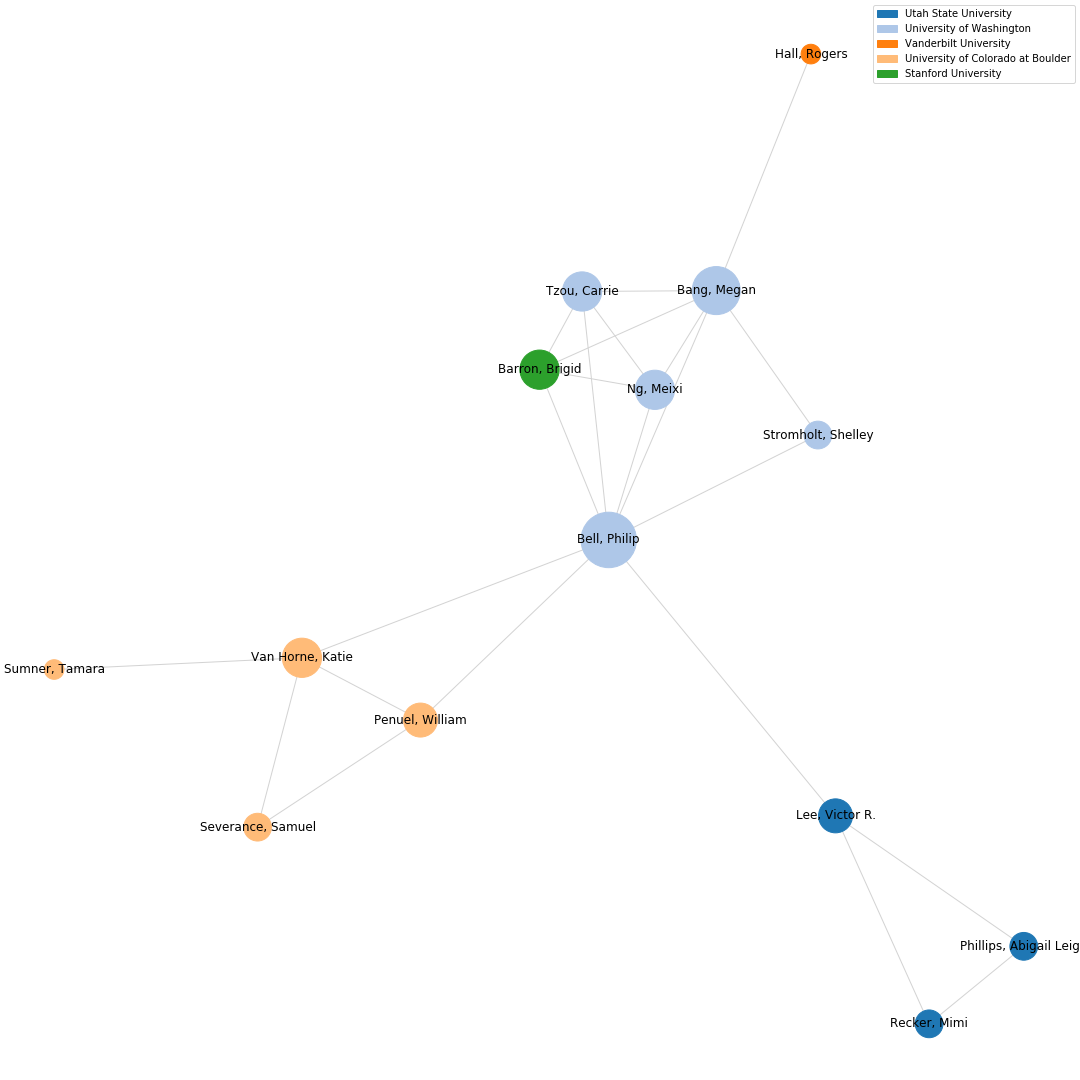 Utah State University
University of Washington
Vanderbilt University
University of Colorado at Boulder
Stanford University
Hall, Rogers
Tzou, Carrie
Bang, Megan
Barron, Brigid
Ng, Meixi
Stromholt, Shelley
Bell, Philip
Van Horne, Katie
Sumner, Tamara
Penuel, William
Severance, Samuel
Lee, Victor R.
Phillips, Abigail Leig
Recker, Mimi